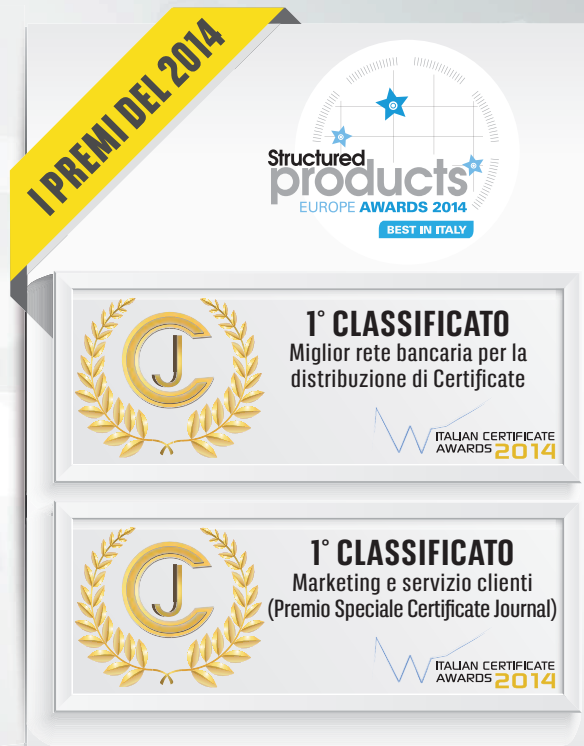 I PREMI DEL 2014
Structured
products
EUROPE AWARDS 2014
BEST IN ITALY
CJ
1° CLASSIFICATO
Miglior rete bancaria per la
distribuzione di Certificate
ITALIAN CERTIFICATE
AWARDS 2014
CJ
1° CLASSIFICATO
Marketing e servizio clienti
(Premio Speciale Certificate Journal)
ITALIAN CERTIFICATE
AWARDS 2014